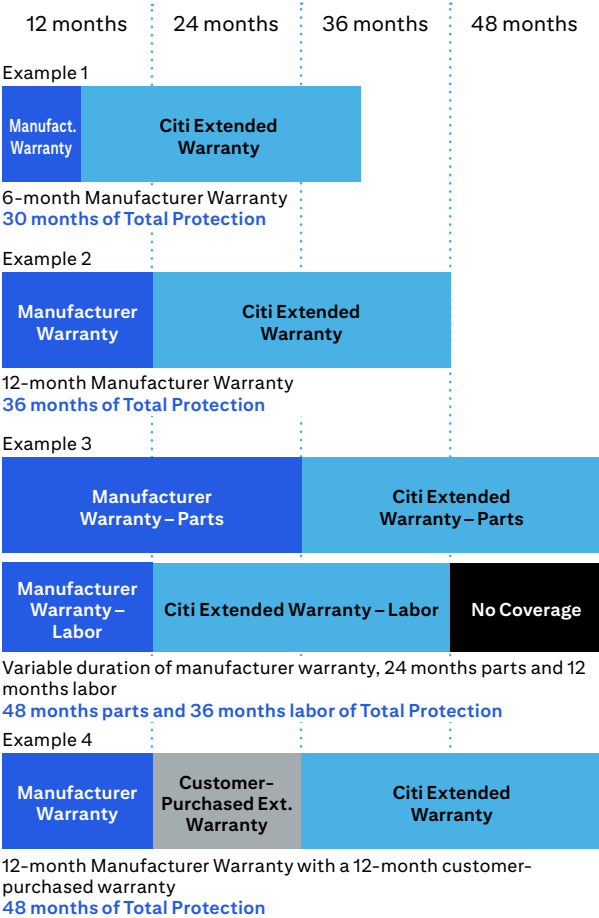 12 months 24 months 36 months 48 months
Example 1
Manufact.
Warranty
Citi Extended
Warranty
6-month Manufacturer Warranty
30 months of Total Protection
Example 2
Manufacturer
Warranty
Citi Extended
Warranty
12-month Manufacturer Warranty
36 months of Total Protection
Example 3
Manufacturer
Warranty – Parts
Citi Extended
Warranty – Parts
Manufacturer
Warranty –
Labor
Citi Extended Warranty – Labor
No Coverage
Variable duration of manufacturer warranty, 24 months parts and 12
months labor
48 months parts and 36 months labor of Total Protection
Example 4
Manufacturer
Warranty
Customer-
Purchased Ext.
Warranty
Citi Extended
Warranty
12-month Manufacturer Warranty with a 12-month customer-
purchased warranty
48 months of Total Protection